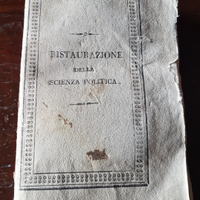 RISTAURAZIONE
DELLA
SCIENZA POLITICA.